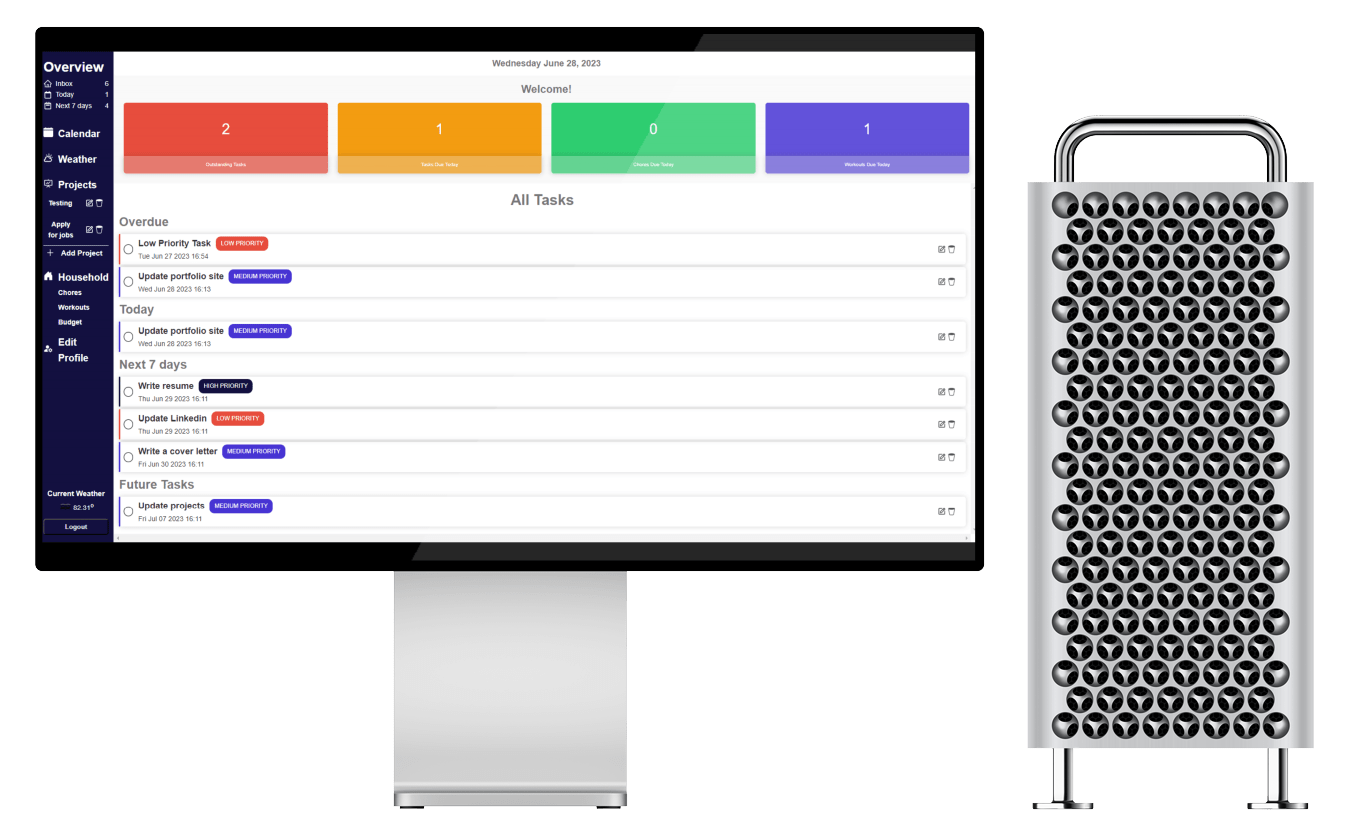 Overview
Inbox 6
Today 1
Next 7 days 4
Calendar
Weather
Projects
Testing
Apply
for jobs
+ Add Project
Household
Chores
Workouts
Budget
Edit
Profile
Current Weather
82.31°
Logout
Wednesday June 28, 2023
Welcome!
2
Outstanding Tasks
1
Tasks Due Today
0
Chores Due Today
1
Workouts Due Today
All Tasks
Overdue
Low Priority Task LOW PRIORITY
Tue Jun 27 2023 16:54
Update portfolio site MEDIUM PRIORITY
Wed Jun 28 2023 16:13
Today
Update portfolio site MEDIUM PRIORITY
Wed Jun 28 2023 16:13
Next 7 days
Write resume HIGH PRIORITY
Thu Jun 29 2023 16:11
Update Linkedin LOW PRIORITY
Thu Jun 29 2023 16:11
Write a cover letter MEDIUM PRIORITY
Fri Jun 30 2023 16:11
Future Tasks
Update projects MEDIUM PRIORITY
Fri Jul 07 2023 16:11